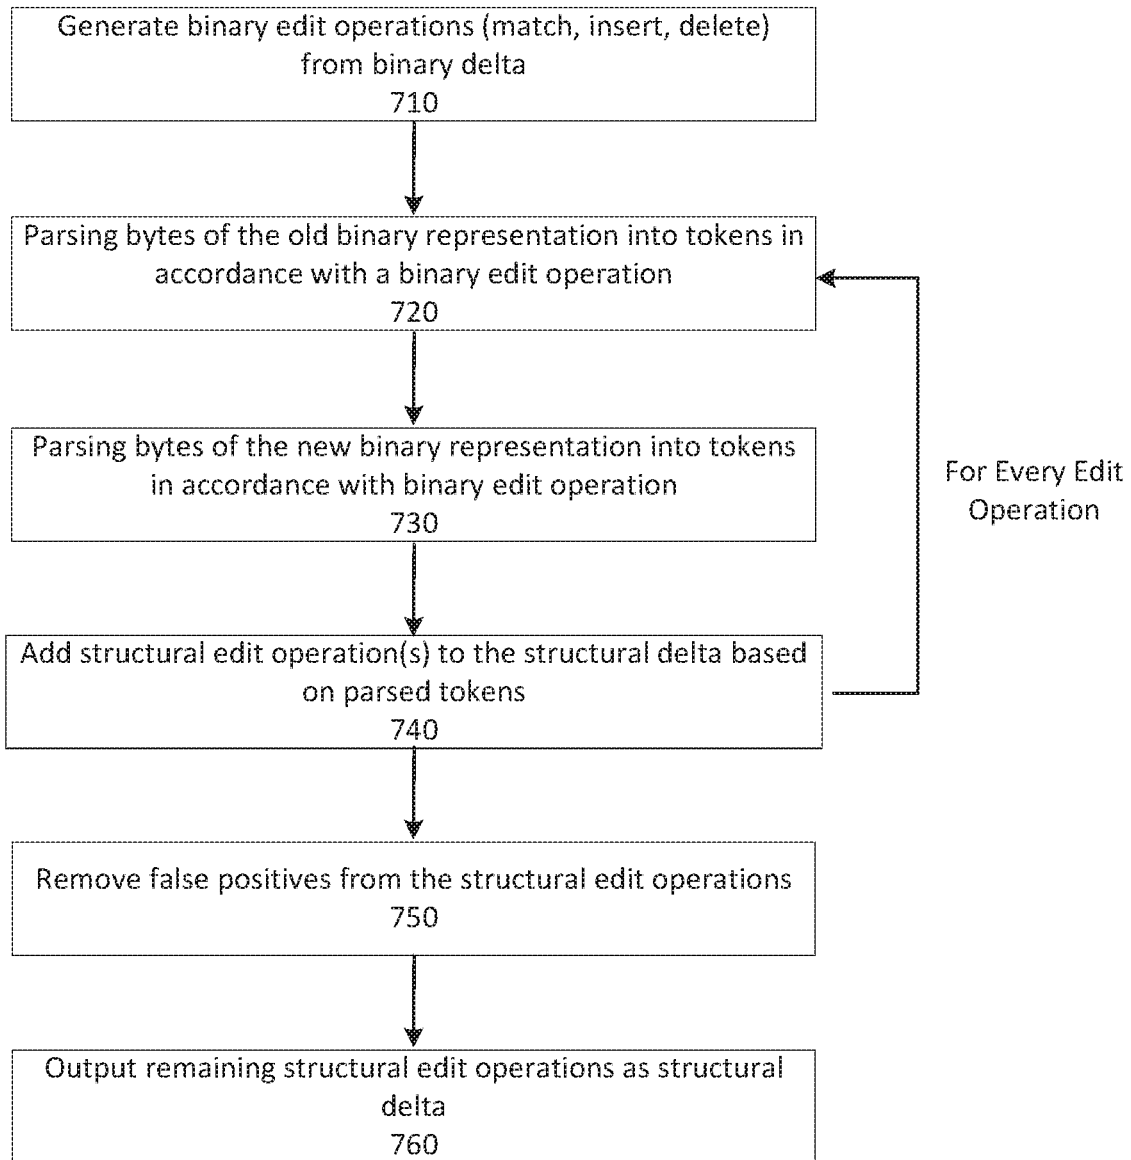 Generate binary edit operations (match, insert, delete)
from binary delta
710
Parsing bytes of the old binary representation into tokens in
accordance with a binary edit operation
720
Parsing bytes of the new binary representation into tokens
in accordance with binary edit operation
730
For Every Edit
Operation
Add structural edit operation(s) to the structural delta based
on parsed tokens
740
Remove false positives from the structural edit operations
750
Output remaining structural edit operations as structural
delta
760